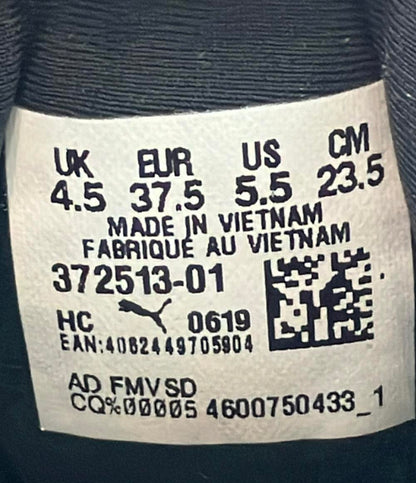 UK EUR US CM
4.5 37.5 5.5 23.5
MADE IN VIETNAM
FABRIQUE AU VIETNAM
372513-01
HC 0619
EAN:4062449705904
AD FMVSD
CQ%00005 4600750433_1